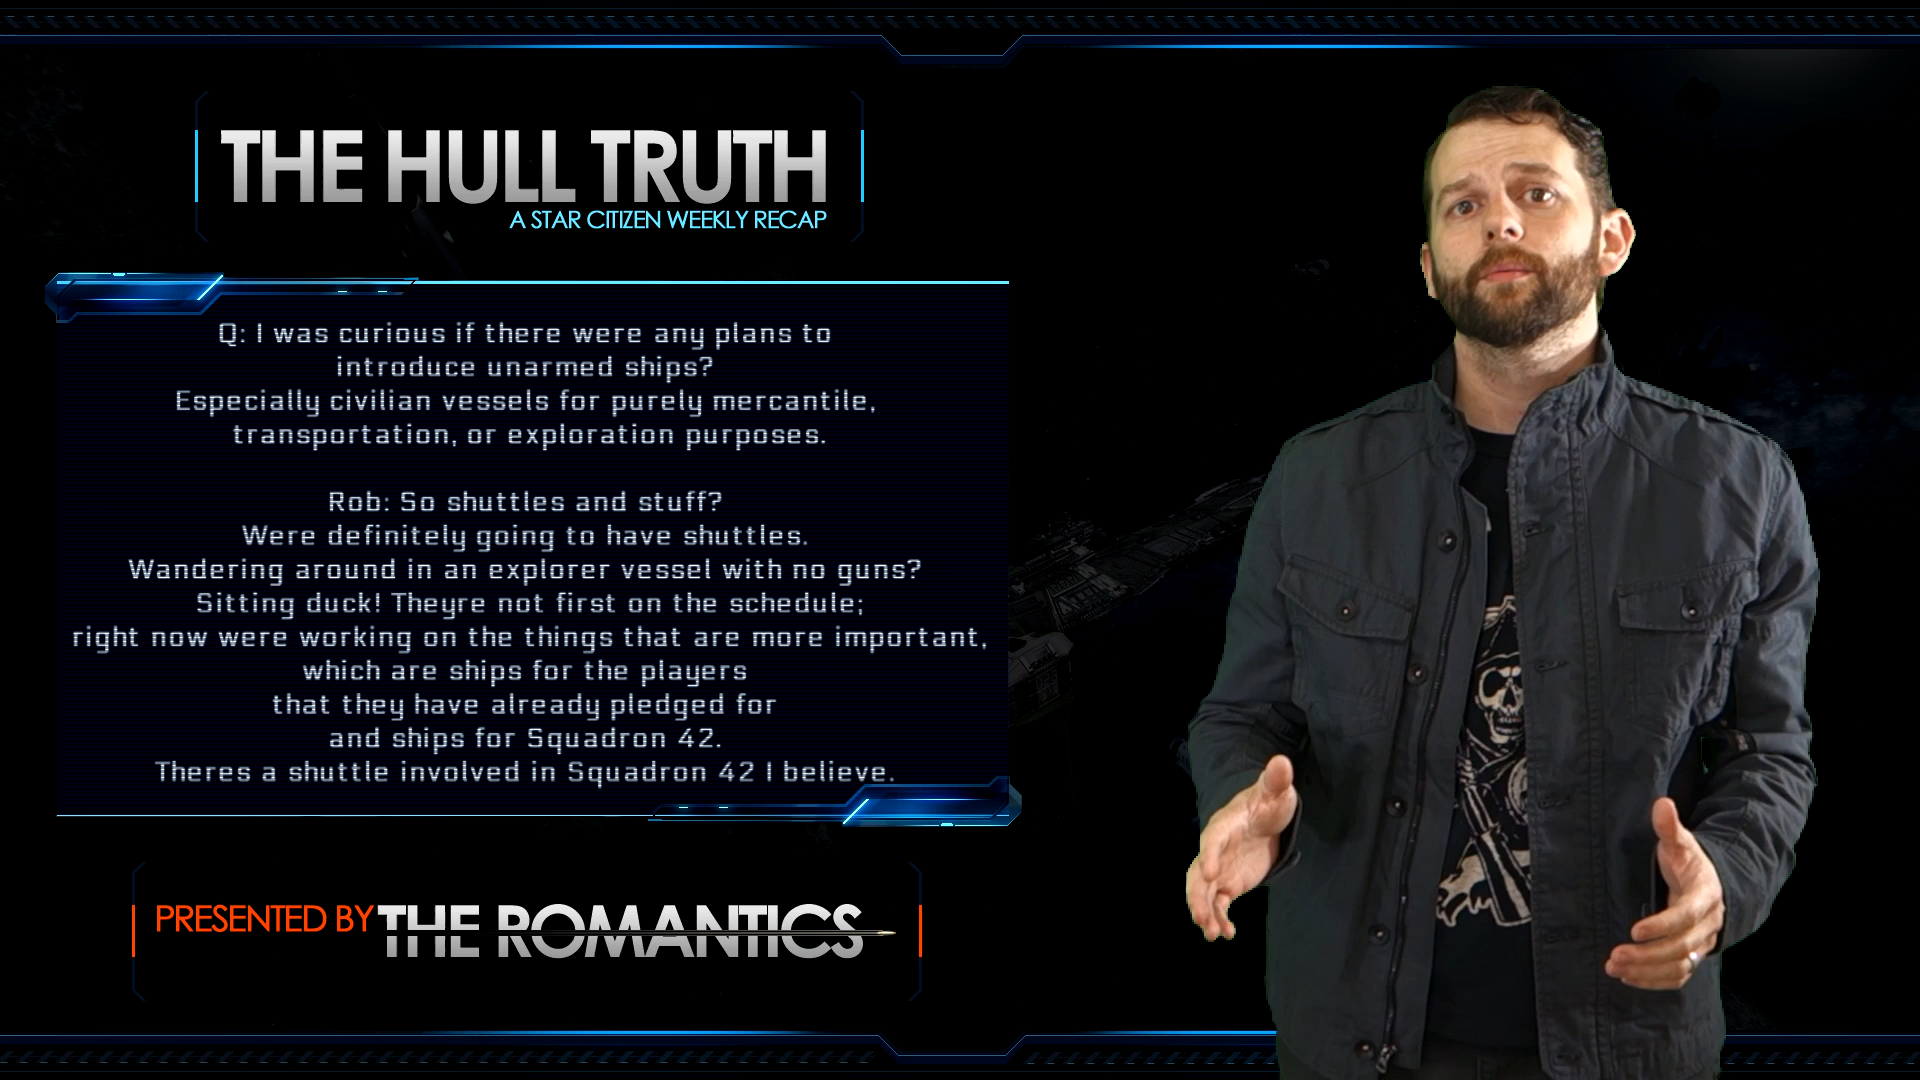 THE HULL TRUTH
A STAR CITIZEN WEEKLY RECAP
Q: I was curious if there were any plans to
introduce unarmed ships?
Especially civilian vessels for purely mercantile,
transportation, or exploration purposes.
Rob: So shuttles and stuff?
Were definitely going to have shuttles.
Wandering around in an explorer vessel with no guns?
Sitting duck! Theyre not first on the schedule;
right now were working on the things that are more important,
which are ships for the players
that they have already pledged for
and ships for Squadron 42.
Theres a shuttle involved in Squadron 42 I believe.
PRESENTED BY THE ROMANTICS